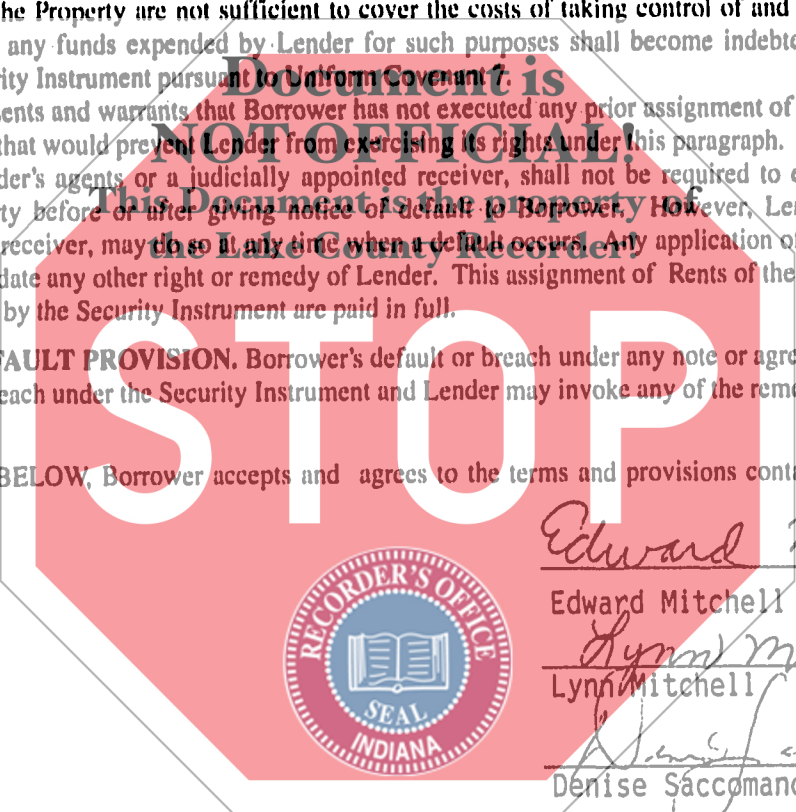 he Property are not sufficient to cover the costs of taking control of and
any funds expended by Lender for such purposes shall become indebte
ity Instrument pursuant to Uniform Covenant 7.
Document is
ents and warrants that Borrower has not executed any prior assignment of
NOT OFFICIAL!
that would prevent Lender from exercising its rights under this paragraph.
der's agents or a judicially appointed receiver, shall not be required to e
This Document is the property of
ty before or after giving notice of default to Borrower. However, Len
the Lake County Recorder!
receiver, may do so at any time when a default occurs. Any application of
date any other right or remedy of Lender. This assignment of Rents of the
by the Security Instrument are paid in full.
STOP
FAULT PROVISION. Borrower's default or breach under any note or agre
each under the Security Instrument and Lender may invoke any of the reme
BELOW, Borrower accepts and agrees to the terms and provisions conta
Edward
Edward Mitchell
Lynn M
Lynn Mitchell
Denise Saccomano
RECORDER'S OFFICE
SEAL
INDIANA